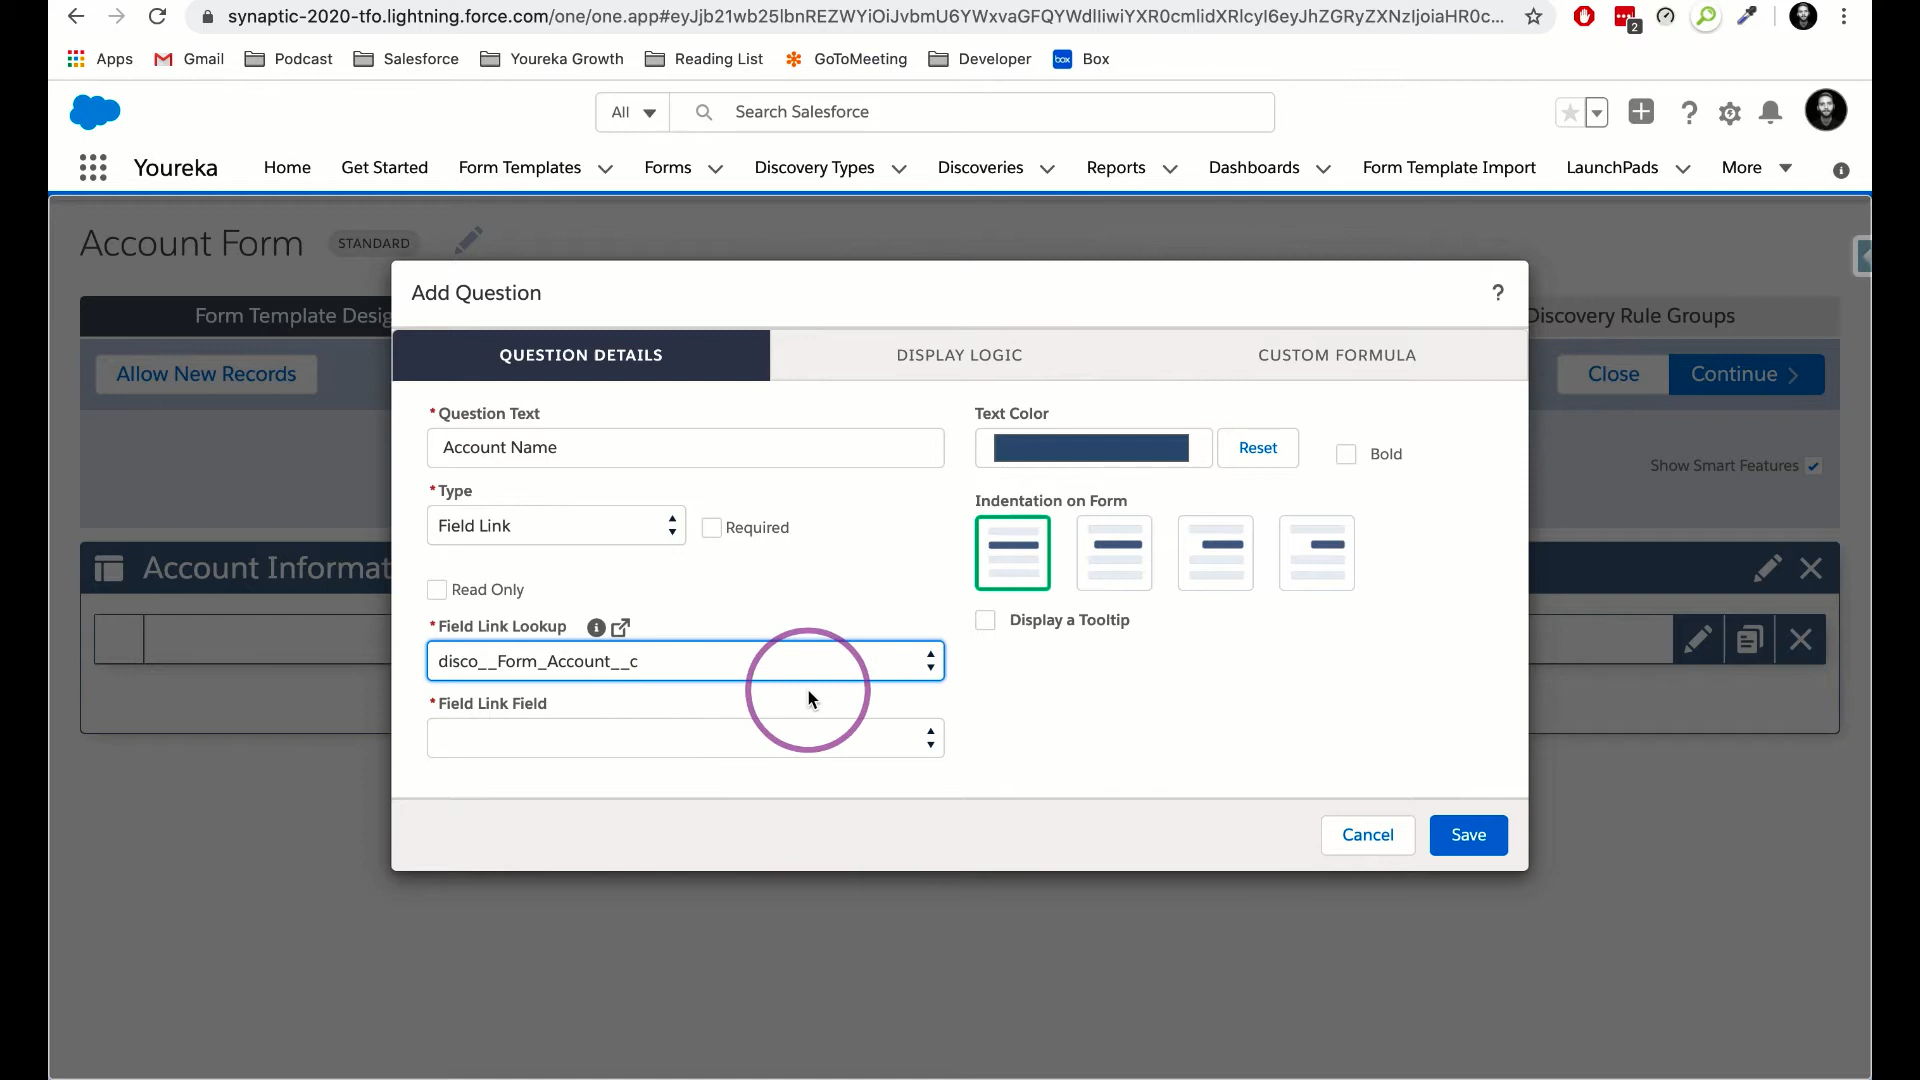 synaptic-2020-tfo.lightning.force.com/one/one.app#eyJjb21wb25lbnREZWYiOiJvbmU6YWxvaGFQYWdlIiwiYXR0cmlidXRlcyI6eyJhZGRyZXNzIjoiaHR0c...
2
Apps Gmail Podcast Salesforce Youreka Growth Reading List GoToMeeting Developer box Box
All Search Salesforce
Youreka Home Get Started Form Templates Forms Discovery Types Discoveries Reports Dashboards Form Template Import LaunchPads More
Account Form STANDARD
Add Question ?
Form Template Desig
Discovery Rule Groups
QUESTION DETAILS DISPLAY LOGIC CUSTOM FORMULA
Allow New Records
Close Continue
*Question Text
Text Color
Account Name
Reset
Bold
Show Smart Features
*Type
Indentation on Form
Field Link
Required
Account Informat
Read Only
Display a Tooltip
*Field Link Lookup
disco__Form_Account__c
*Field Link Field
Cancel Save